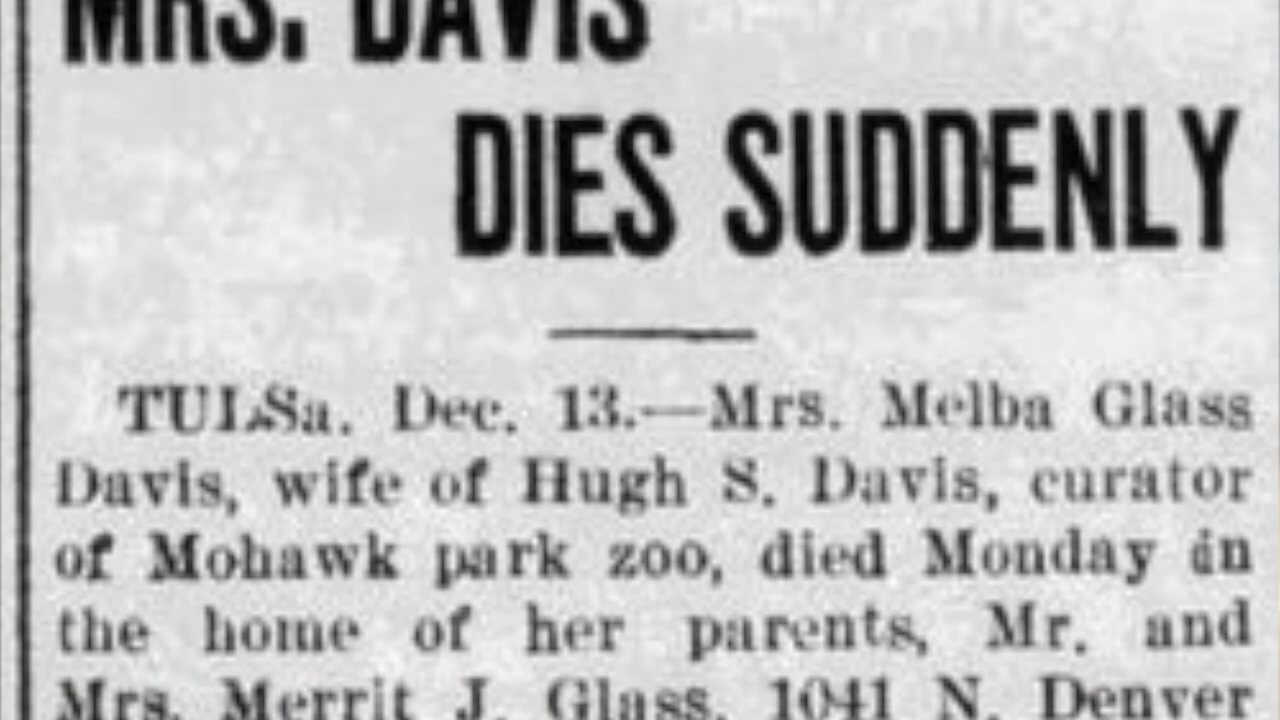 MRS. DAVIS
DIES SUDDENLY
TULSa. Dec. 13.—Mrs. Melba Glass
Davis, wife of Hugh S. Davis, curator
of Mohawk park zoo, died Monday in
the home of her parents, Mr. and
Mrs. Merrit J. Glass, 1041 N. Denver